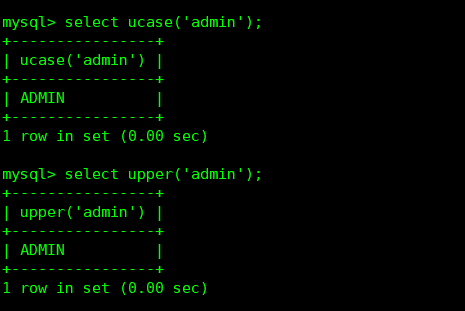 mysql> select ucase('admin');
+----------------+
| ucase('admin') |
+----------------+
| ADMIN          |
+----------------+
1 row in set (0.00 sec)

mysql> select upper('admin');
+----------------+
| upper('admin') |
+----------------+
| ADMIN          |
+----------------+
1 row in set (0.00 sec)